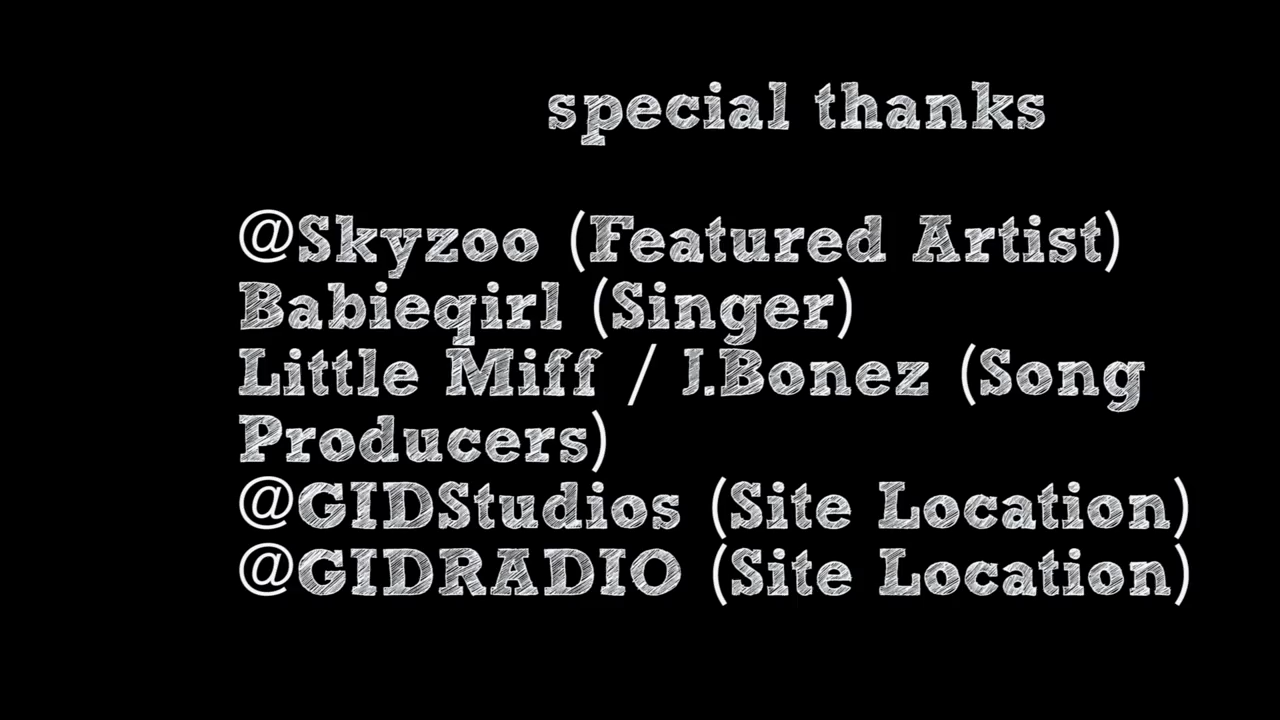 special thanks
@Skyzoo (Featured Artist)
Babieqirl (Singer)
Little Miff / J.Bonez (Song
Producers)
@GIDStudios (Site Location)
@GIDRADIO (Site Location)